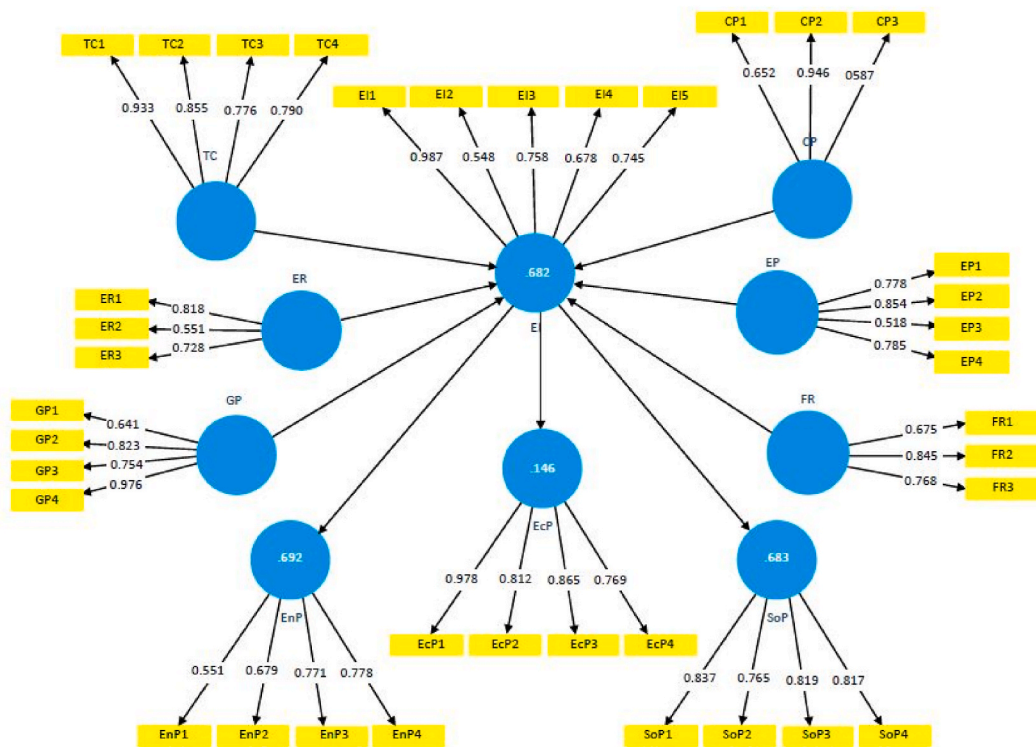 CP1 CP2 CP3
TC1 TC2 TC3 TC4
0.652 0.946 0587
EI1 EI2 EI3 EI4 EI5
0.933 0.855 0.776 0.790
TC
CP
0.987 0.548 0.758 0.678 0.745
.682
EI
ER
ER1 0.818
ER2 0.551
ER3 0.728
EP
0.778 EP1
0.854 EP2
0.518 EP3
0.785 EP4
GP
GP1 0.641
GP2 0.823
GP3 0.754
GP4 0.976
FR
0.675 FR1
0.845 FR2
0.768 FR3
.146
EcP
0.978 0.812 0.865 0.769
EcP1 EcP2 EcP3 EcP4
.692
EnP
0.551 0.679 0.771 0.778
EnP1 EnP2 EnP3 EnP4
.683
SoP
0.837 0.765 0.819 0.817
SoP1 SoP2 SoP3 SoP4